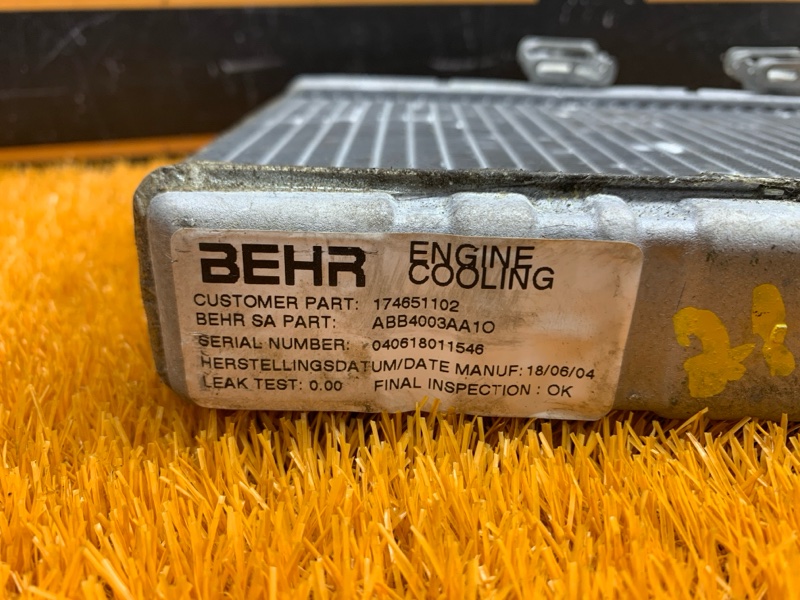 BEHR ENGINE COOLING
CUSTOMER PART: 174651102
BEHR SA PART: ABB4003AA1O
SERIAL NUMBER: 040618011546
HERSTELLINGSDATUM/DATE MANUF: 18/06/04
LEAK TEST: 0.00 FINAL INSPECTION : OK